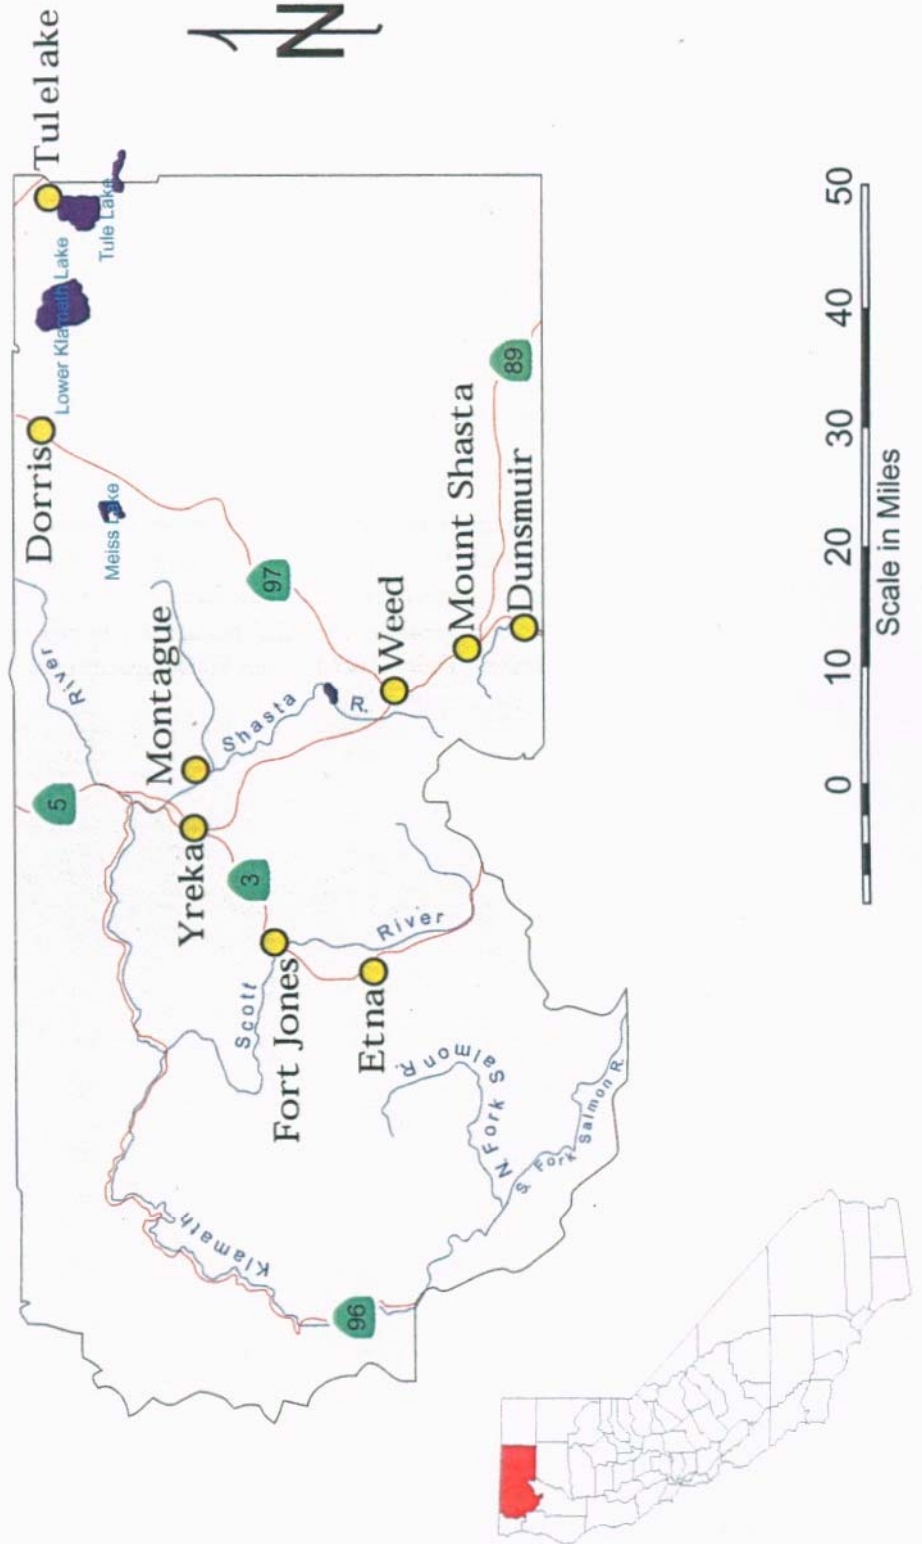 Tulelake
N
Tule Lake
Lower Klamath Lake
Dorris
Meiss Lake
River
5
Montague
97
Shasta
R.
Weed
Mount Shasta
89
Dunsmuir
Yreka
3
Fort Jones
Scott
River
Etna
N. Fork Salmon R.
S. Fork Salmon R.
Klamath
96
0 10 20 30 40 50
Scale in Miles